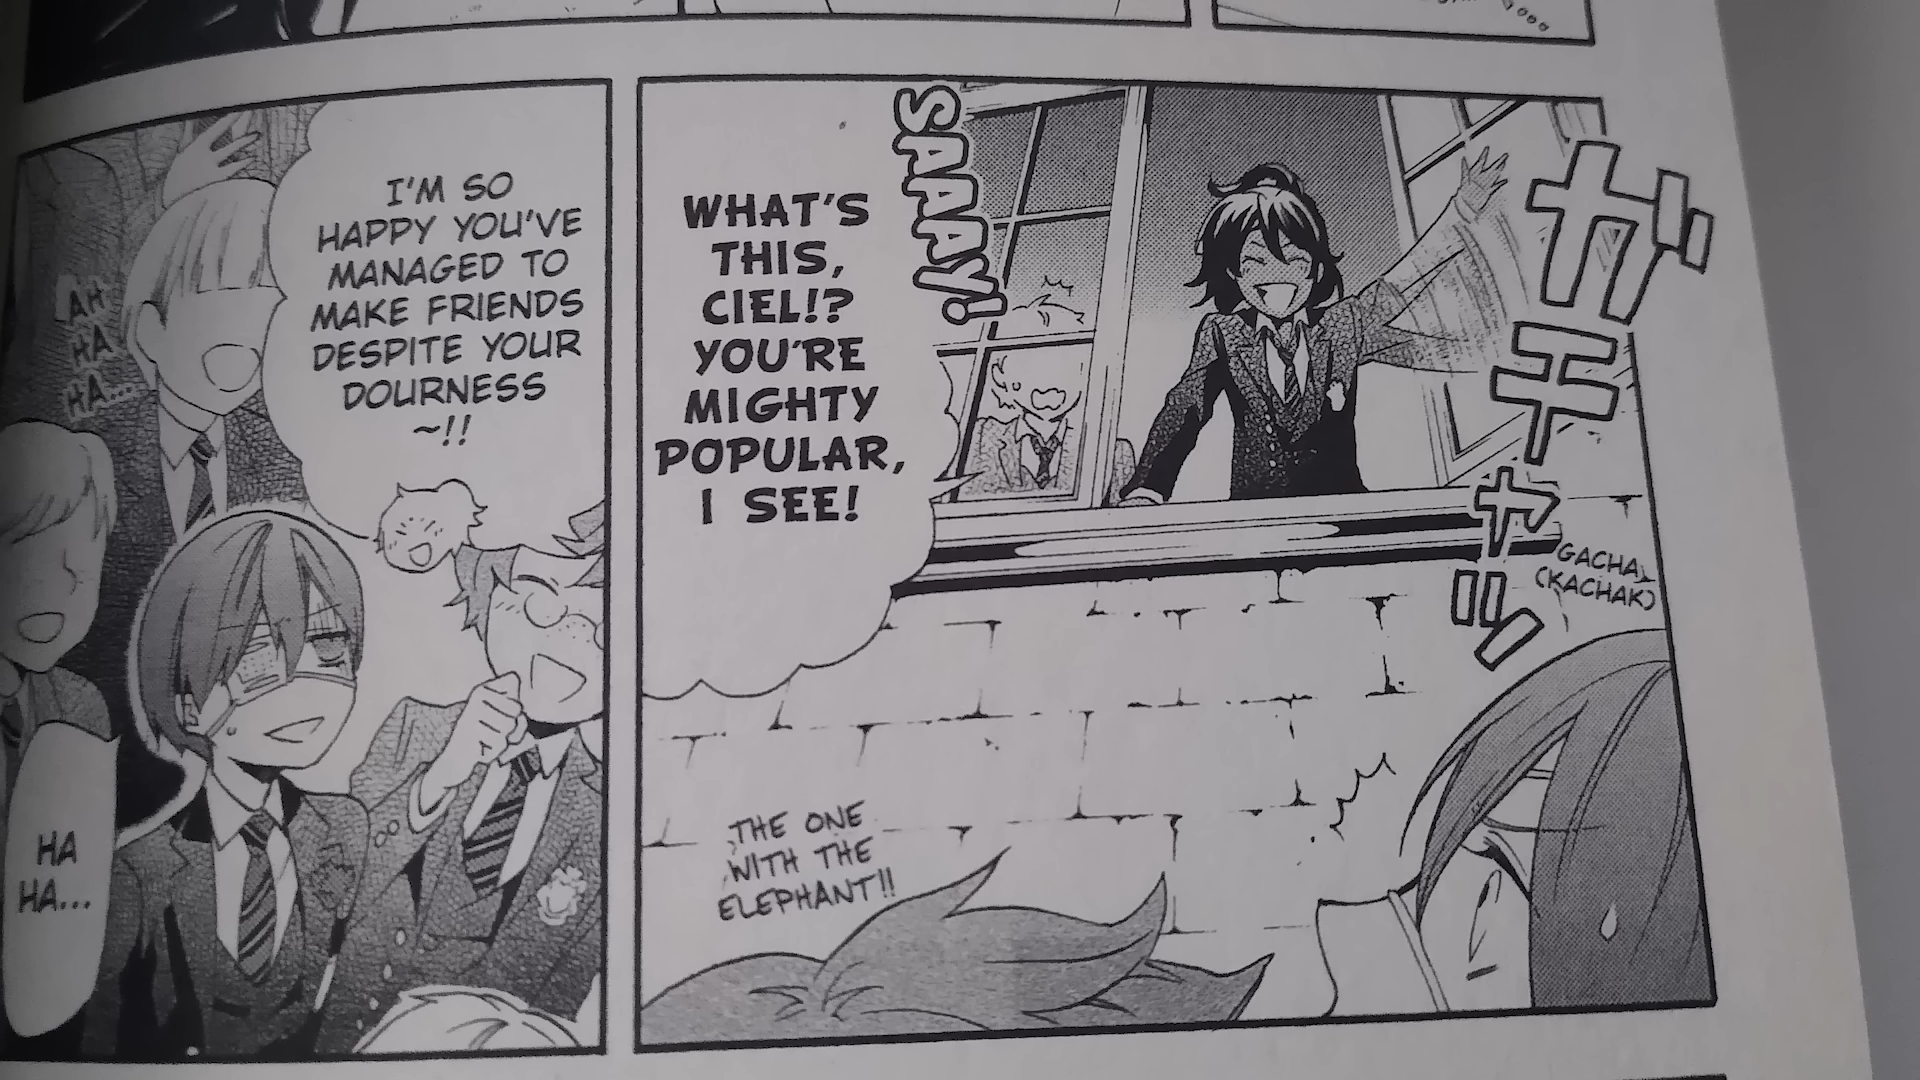 ガチャッ
GACHA
(KACHAK)
SAAAY!
WHAT'S
THIS,
CIEL!?
YOU'RE
MIGHTY
POPULAR,
I SEE!
THE ONE
WITH THE
ELEPHANT!!
I'M SO
HAPPY YOU'VE
MANAGED TO
MAKE FRIENDS
DESPITE YOUR
DOURNESS
~!!
AH
HA
HA...
HA
HA...